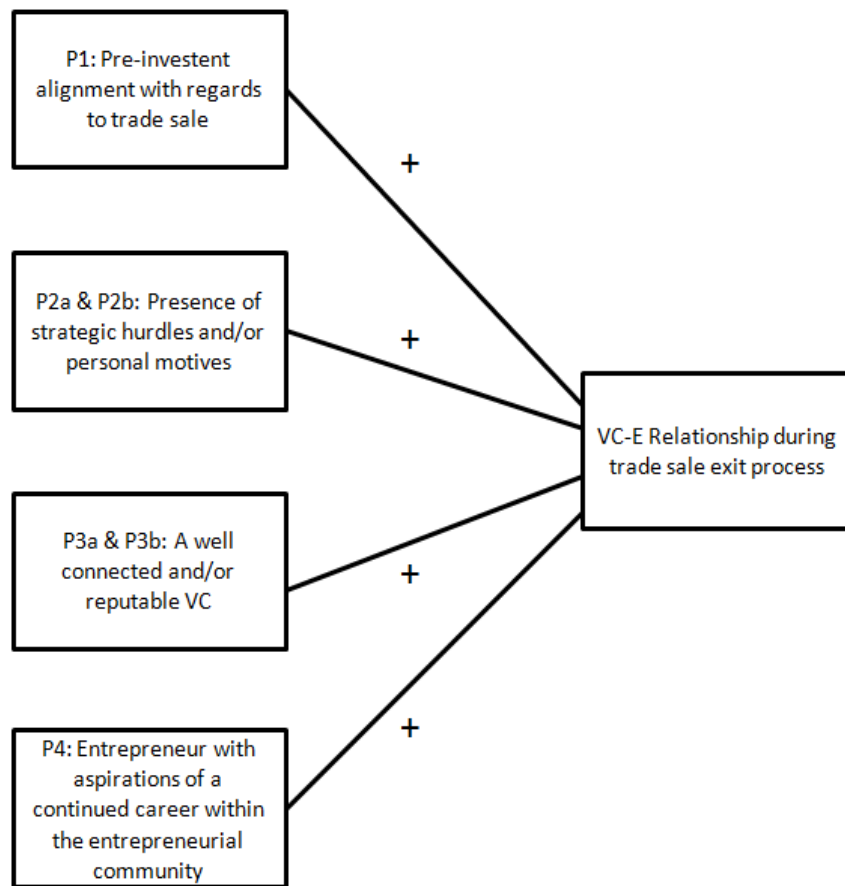 P1: Pre-investent
alignment with regards
to trade sale
+
P2a & P2b: Presence of
strategic hurdles and/or
personal motives
+
VC-E Relationship during
trade sale exit process
P3a & P3b: A well
connected and/or
reputable VC
+
P4: Entrepreneur with
aspirations of a
continued career within
the entrepreneurial
community
+